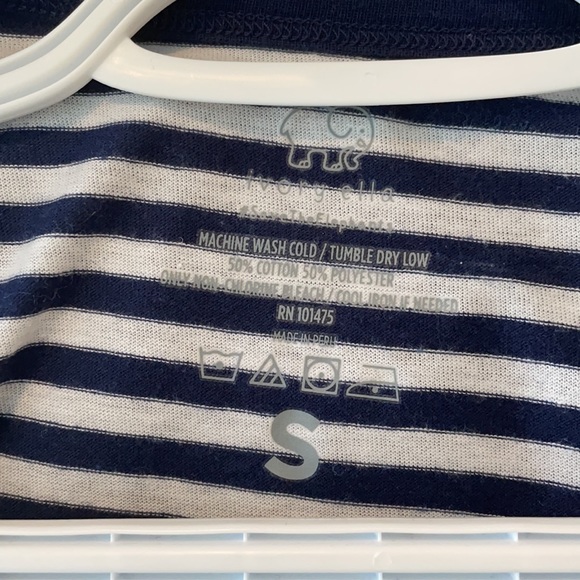 ivory ella
#SaveTheElephants
MACHINE WASH COLD / TUMBLE DRY LOW
50% COTTON 50% POLYESTER
ONLY NON-CHLORINE BLEACH / COOL IRON IF NEEDED
RN 101475
MADE IN PERU
S